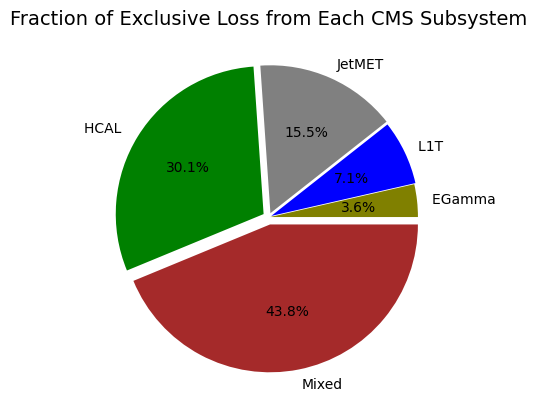 Fraction of Exclusive Loss from Each CMS Subsystem
JetMET
15.5%
HCAL
30.1%
L1T
7.1%
EGamma
3.6%
43.8%
Mixed